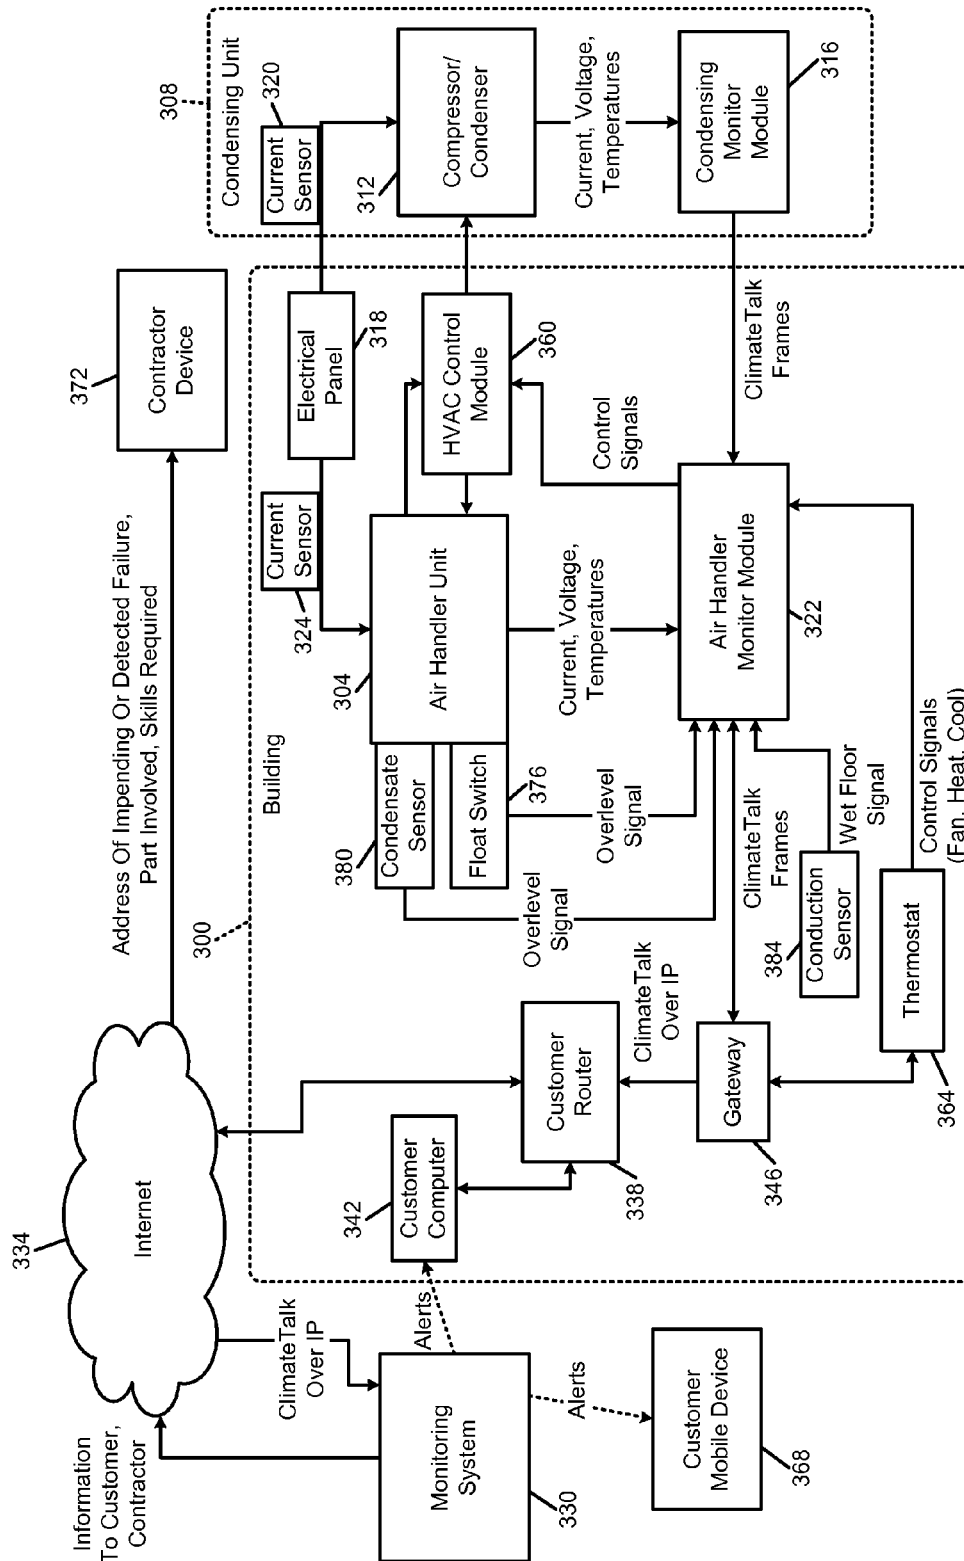 Information
To Customer,
Contractor
334
Internet
ClimateTalk
Over IP
Monitoring
System
330
Alerts
Alerts
Customer
Mobile Device
368
Address Of Impending Or Detected Failure,
Part Involved, Skills Required
372
Contractor
Device
300
Building
342
Customer
Computer
Customer
Router
338
ClimateTalk
Over IP
Gateway
346
Thermostat
364
Control Signals
(Fan, Heat, Cool)
384
Conduction
Sensor
Wet Floor
Signal
ClimateTalk
Frames
380
Condensate
Sensor
Float Switch
376
Overlevel
Signal
Overlevel
Signal
304
Air Handler Unit
324
Current
Sensor
Electrical
Panel
318
HVAC Control
Module
360
Current, Voltage,
Temperatures
Control
Signals
Air Handler
Monitor Module
322
ClimateTalk
Frames
308
Condensing Unit
320
Current
Sensor
312
Compressor/
Condenser
Current, Voltage,
Temperatures
Condensing
Monitor
Module
316